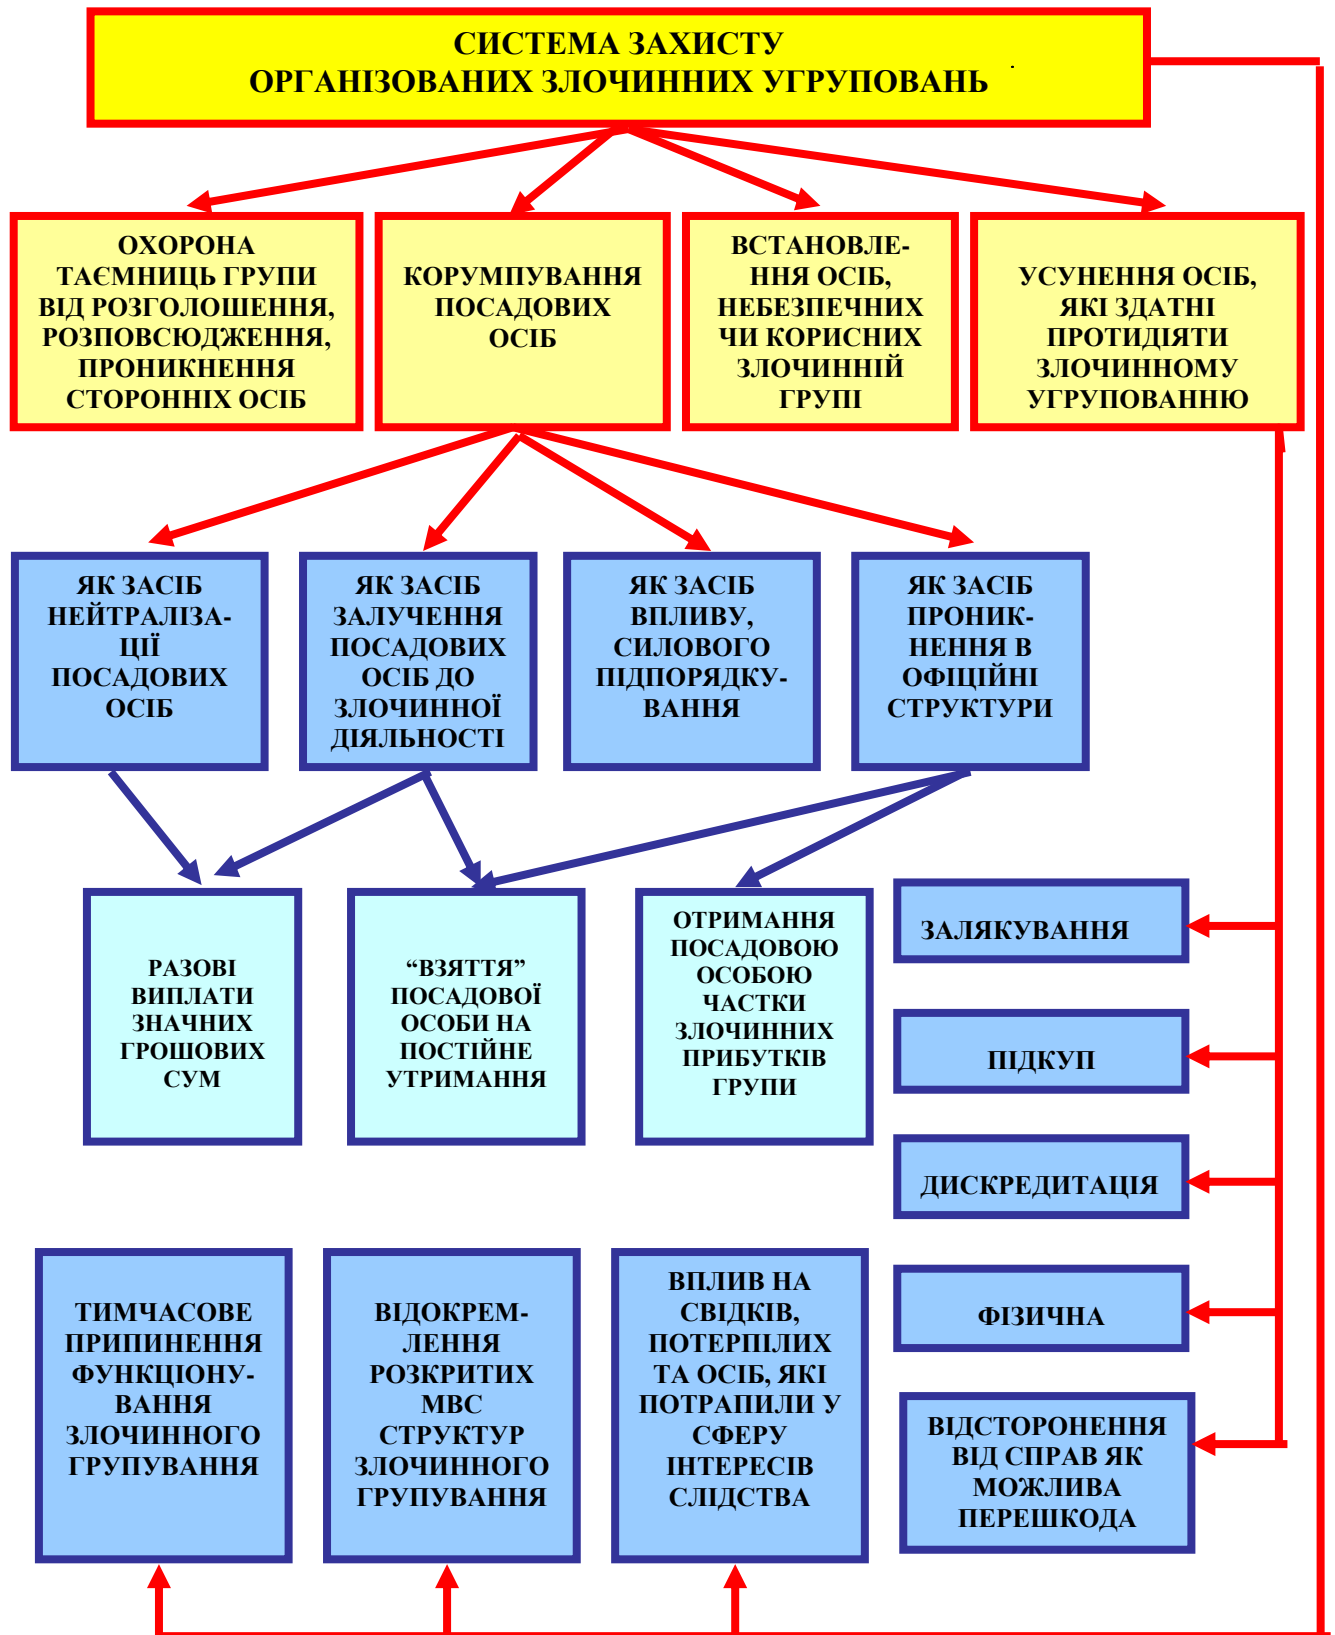 СИСТЕМА ЗАХИСТУ
ОРГАНІЗОВАНИХ ЗЛОЧИННИХ УГРУПОВАНЬ
ОХОРОНА
ТАЄМНИЦЬ ГРУПИ
ВІД РОЗГОЛОШЕННЯ,
РОЗПОВСЮДЖЕННЯ,
ПРОНИКНЕННЯ
СТОРОННІХ ОСІБ
КОРУМПУВАННЯ
ПОСАДОВИХ
ОСІБ
ВСТАНОВЛЕ-
ННЯ ОСІБ,
НЕБЕЗПЕЧНИХ
ЧИ КОРИСНИХ
ЗЛОЧИННІЙ
ГРУПІ
УСУНЕННЯ ОСІБ,
ЯКІ ЗДАТНІ
ПРОТИДІЯТИ
ЗЛОЧИННОМУ
УГРУПОВАННЮ
ЯК ЗАСІБ
НЕЙТРАЛІЗА-
ЦІЇ
ПОСАДОВИХ
ОСІБ
ЯК ЗАСІБ
ЗАЛУЧЕННЯ
ПОСАДОВИХ
ОСІБ ДО
ЗЛОЧИННОЇ
ДІЯЛЬНОСТІ
ЯК ЗАСІБ
ВПЛИВУ,
СИЛОВОГО
ПІДПОРЯДКУ-
ВАННЯ
ЯК ЗАСІБ
ПРОНИК-
НЕННЯ В
ОФІЦІЙНІ
СТРУКТУРИ
РАЗОВІ
ВИПЛАТИ
ЗНАЧНИХ
ГРОШОВИХ
СУМ
“ВЗЯТТЯ”
ПОСАДОВОЇ
ОСОБИ НА
ПОСТІЙНЕ
УТРИМАННЯ
ОТРИМАННЯ
ПОСАДОВОЮ
ОСОБОЮ
ЧАСТКИ
ЗЛОЧИННИХ
ПРИБУТКІВ
ГРУПИ
ЗАЛЯКУВАННЯ
ПІДКУП
ДИСКРЕДИТАЦІЯ
ФІЗИЧНА
ВІДСТОРОНЕННЯ
ВІД СПРАВ ЯК
МОЖЛИВА
ПЕРЕШКОДА
ТИМЧАСОВЕ
ПРИПИНЕННЯ
ФУНКЦІОНУ-
ВАННЯ
ЗЛОЧИННОГО
ГРУПУВАННЯ
ВІДОКРЕМ-
ЛЕННЯ
РОЗКРИТИХ
МВС
СТРУКТУР
ЗЛОЧИННОГО
ГРУПУВАННЯ
ВПЛИВ НА
СВІДКІВ,
ПОТЕРПІЛИХ
ТА ОСІБ, ЯКІ
ПОТРАПИЛИ У
СФЕРУ
ІНТЕРЕСІВ
СЛІДСТВА